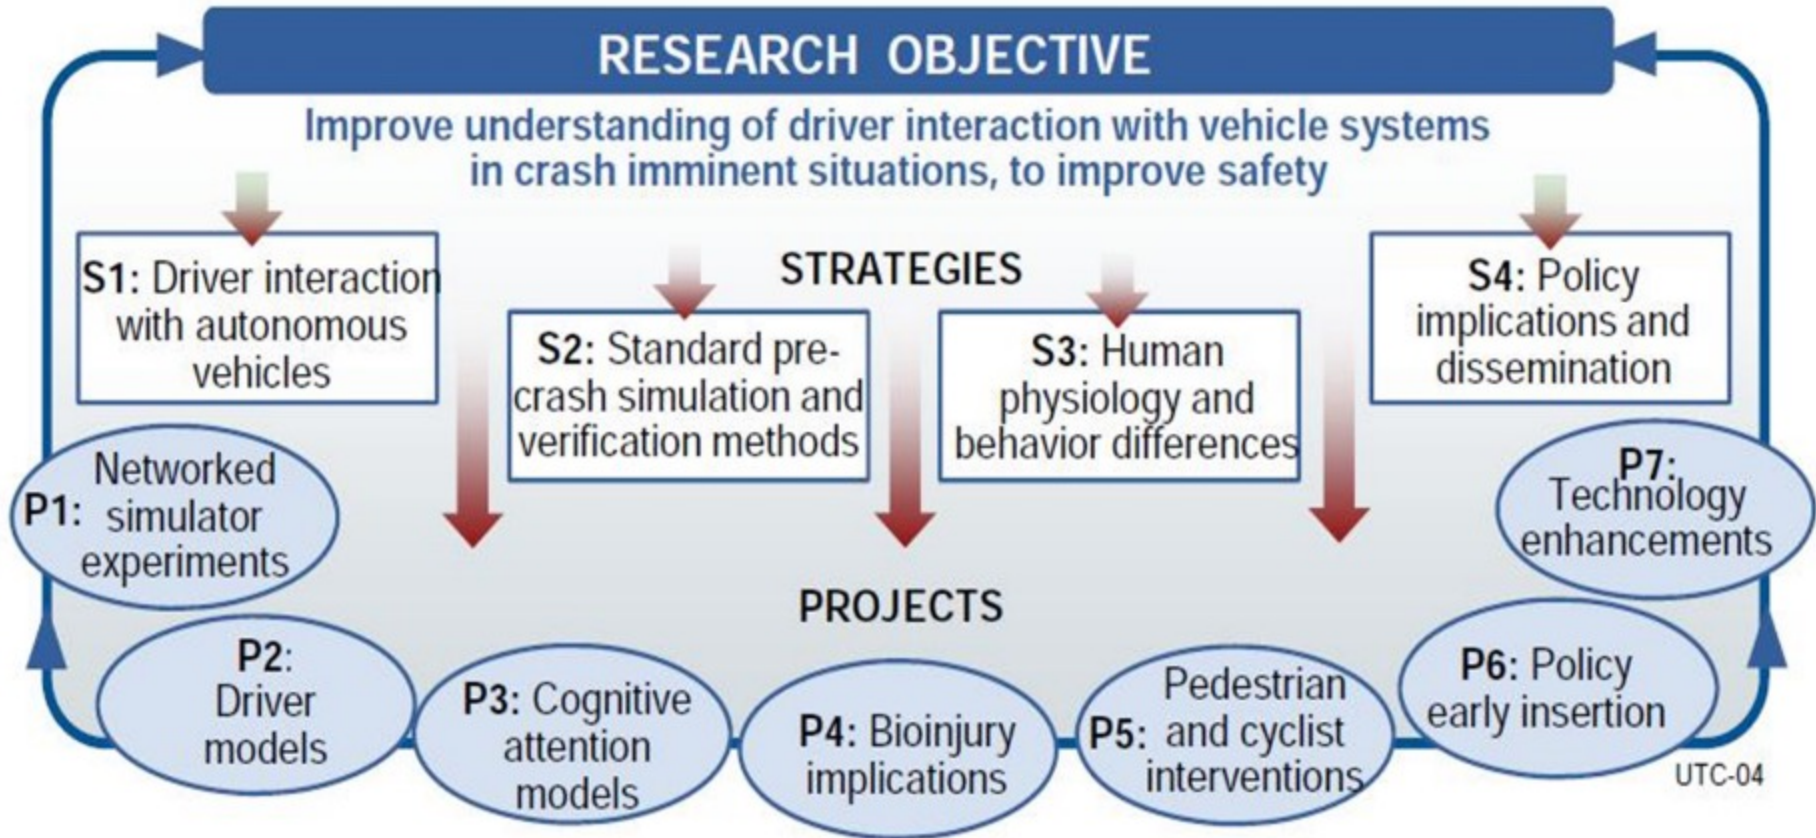 RESEARCH OBJECTIVE
Improve understanding of driver interaction with vehicle systems
in crash imminent situations, to improve safety
STRATEGIES
S1: Driver interaction
with autonomous
vehicles
S2: Standard pre-
crash simulation and
verification methods
S3: Human
physiology and
behavior differences
S4: Policy
implications and
dissemination
PROJECTS
Networked
P1: simulator
experiments
P2:
Driver
models
P3: Cognitive
attention
models
P4: Bioinjury
implications
Pedestrian
P5: and cyclist
interventions
P6: Policy
early insertion
P7:
Technology
enhancements
UTC-04